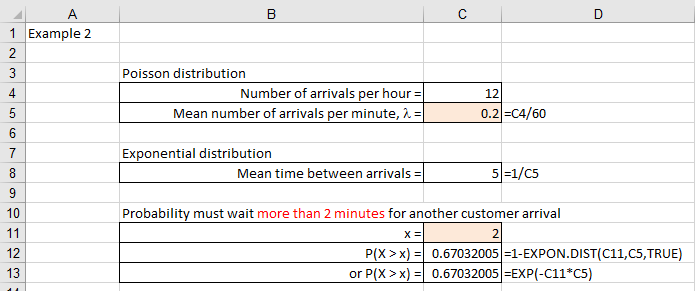 A B C D
1 Example 2
2
3 Poisson distribution
4 Number of arrivals per hour = 12
5 Mean number of arrivals per minute, λ = 0.2 =C4/60
6
7 Exponential distribution
8 Mean time between arrivals = 5 =1/C5
9
10 Probability must wait more than 2 minutes for another customer arrival
11 x = 2
12 P(X > x) = 0.67032005 =1-EXPON.DIST(C11,C5,TRUE)
13 or P(X > x) = 0.67032005 =EXP(-C11*C5)